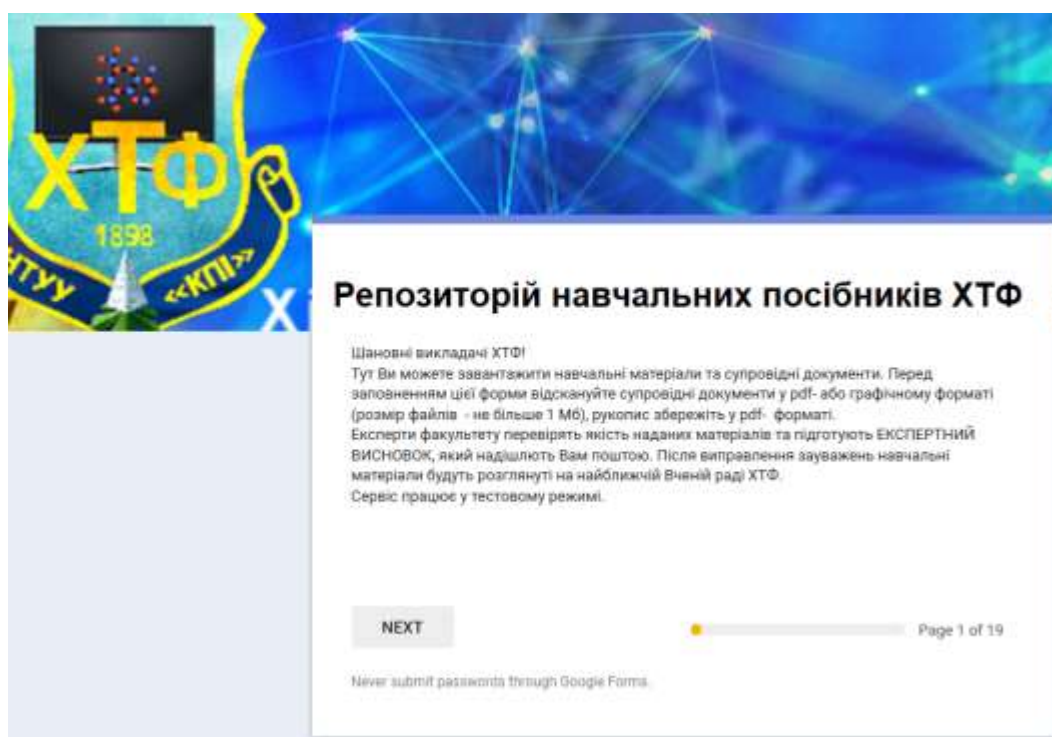 ХТФ
1898
НТУУ «КПІ»
Х
Репозиторій навчальних посібників ХТФ
Шановні викладачі ХТФ!
Тут Ви можете завантажити навчальні матеріали та супровідні документи. Перед
заповненням цієї форми відскануйте супровідні документи у pdf- або графічному форматі
(розмір файлів - не більше 1 Мб), рукопис збережіть у pdf- форматі.
Експерти факультету перевірять якість наданих матеріалів та підготують ЕКСПЕРТНИЙ
ВИСНОВОК, який надішлють Вам поштою. Після виправлення зауважень навчальні
матеріали будуть розглянуті на найближчій Вченій раді ХТФ.
Сервіс працює у тестовому режимі.
NEXT
Page 1 of 19
Never submit passwords through Google Forms.